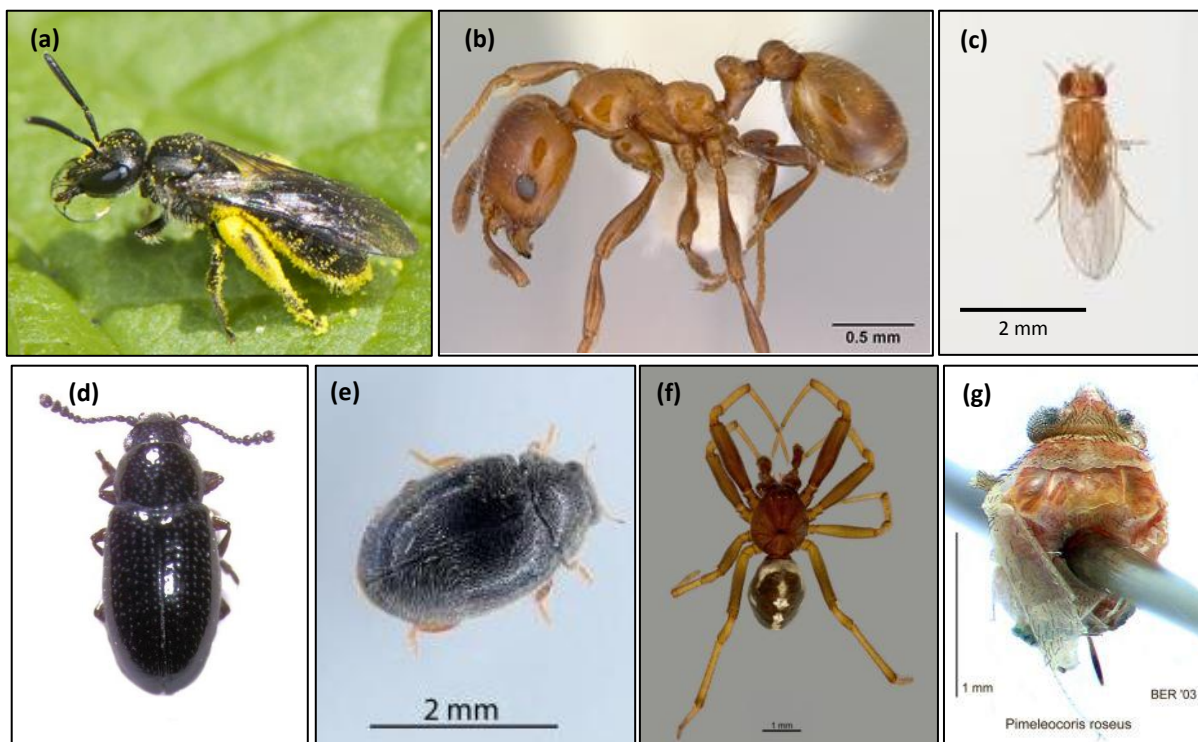 (a)
(b)
0.5 mm
(c)
2 mm
(d)
(e)
2 mm
(f)
1 mm
(g)
1 mm
BER '03
Pimeleocoris roseus